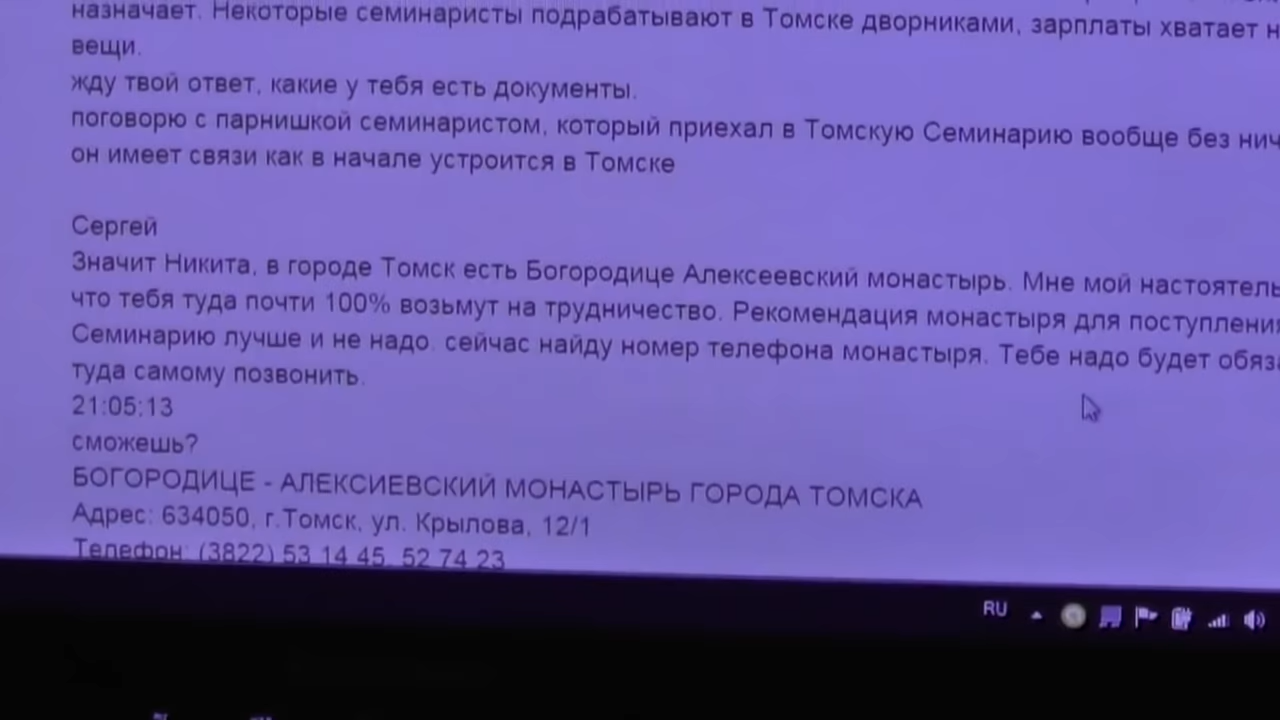 назначает. Некоторые семинаристы подрабатывают в Томске дворниками, зарплаты хватает
вещи.
жду твой ответ, какие у тебя есть документы.
поговорю с парнишкой семинаристом, который приехал в Томскую Семинарию вообще без
он имеет связи как в начале устроится в Томске
Сергей
Значит Никита, в городе Томск есть Богородице Алексеевский монастырь. Мне мой
что тебя туда почти 100% возьмут на трудничество. Рекомендация монастыря для
Семинарию лучше и не надо. сейчас найду номер телефона монастыря. Тебе надо будет
туда самому позвонить.
21:05:13
сможешь?
БОГОРОДИЦЕ - АЛЕКСИЕВСКИЙ МОНАСТЫРЬ ГОРОДА ТОМСКА
Адрес: 634050, г.Томск, ул. Крылова, 12/1
Телефон: (3822) 53 14 45, 52 74 23
RU